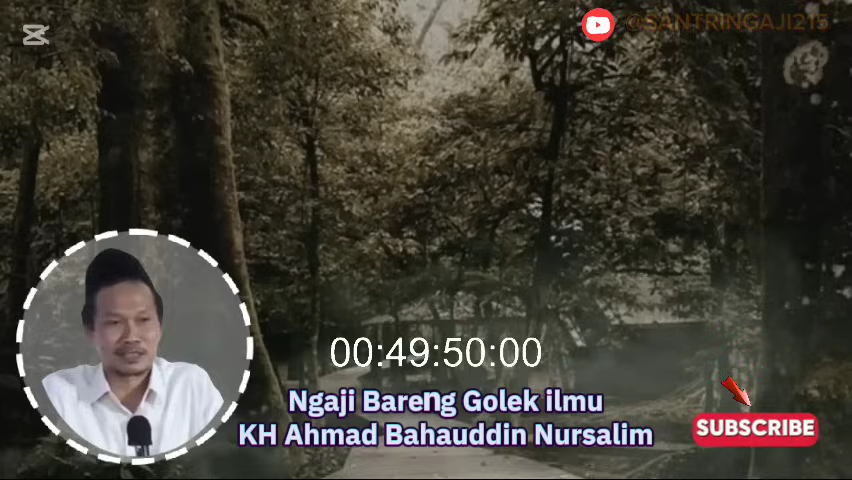 @SANTRINGAJI215
00:49:50:00
Ngaji Bareng Golek ilmu
KH Ahmad Bahauddin Nursalim
SUBSCRIBE